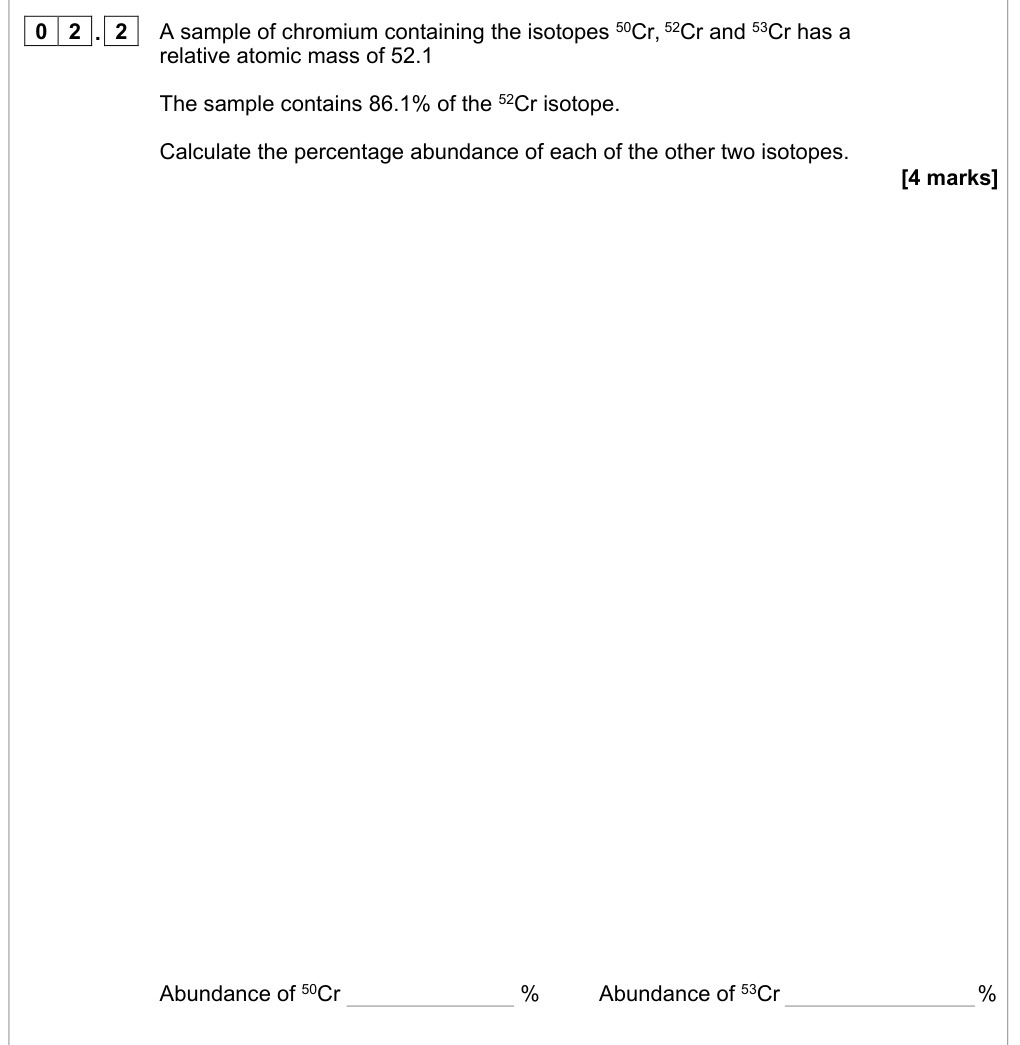 0 2 . 2 A sample of chromium containing the isotopes ⁵⁰Cr, ⁵²Cr and ⁵³Cr has a
relative atomic mass of 52.1
The sample contains 86.1% of the ⁵²Cr isotope.
Calculate the percentage abundance of each of the other two isotopes.
[4 marks]
Abundance of ⁵⁰Cr % Abundance of ⁵³Cr %